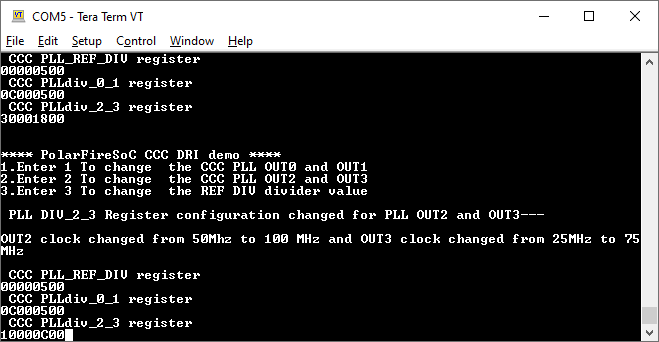 COM5 - Tera Term VT
File Edit Setup Control Window Help
CCC PLL_REF_DIV register
00000500
CCC PLLdiv_0_1 register
0C000500
CCC PLLdiv_2_3 register
30001800
**** PolarFireSoC CCC DRI demo ****
1.Enter 1 To change  the CCC PLL OUT0 and OUT1
2.Enter 2 To change  the CCC PLL OUT2 and OUT3
3.Enter 3 To change  the REF DIV divider value
PLL DIV_2_3 Register configuration changed for PLL OUT2 and OUT3---
OUT2 clock changed from 50Mhz to 100 MHz and OUT3 clock changed from 25MHz to 75
MHz
CCC PLL_REF_DIV register
00000500
CCC PLLdiv_0_1 register
0C000500
CCC PLLdiv_2_3 register
10000C00